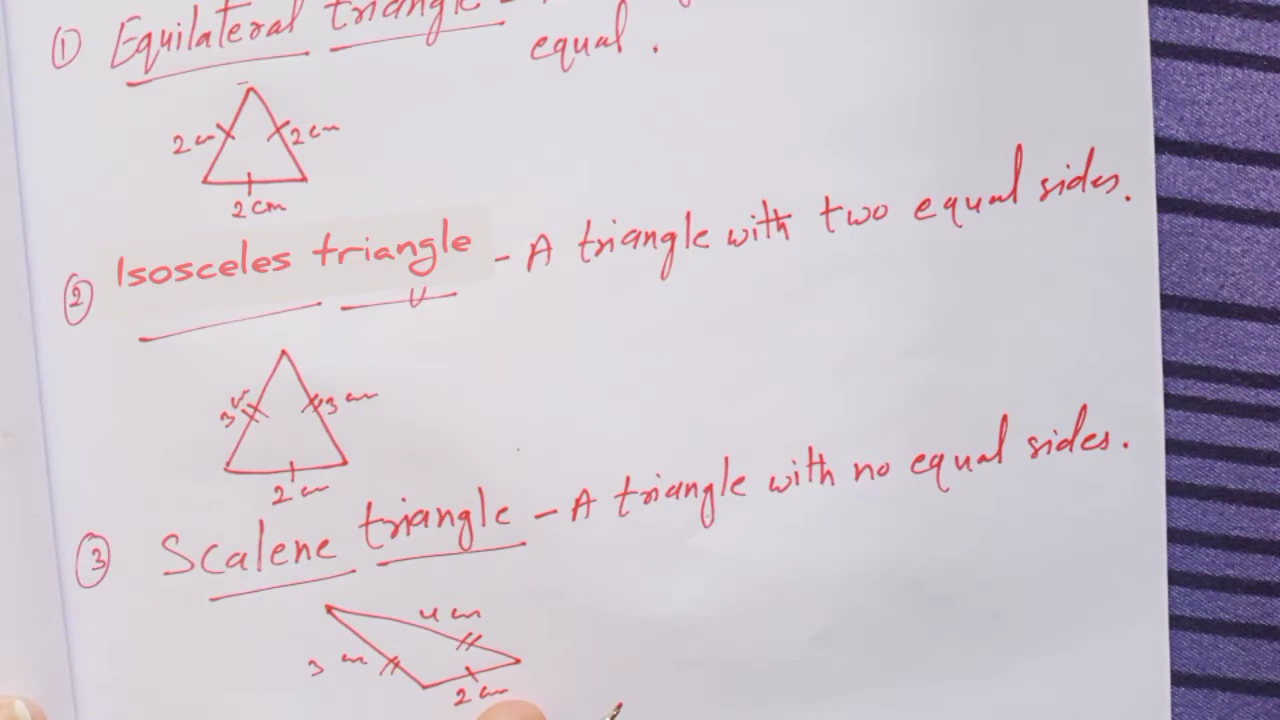 ① Equilateral triangle -
equal.
2 cm 2 cm
2 cm
② Isosceles triangle - A triangle with two equal sides.
3 cm 3 cm
2 cm
③ Scalene triangle - A triangle with no equal sides.
4 cm
3 cm
2 cm